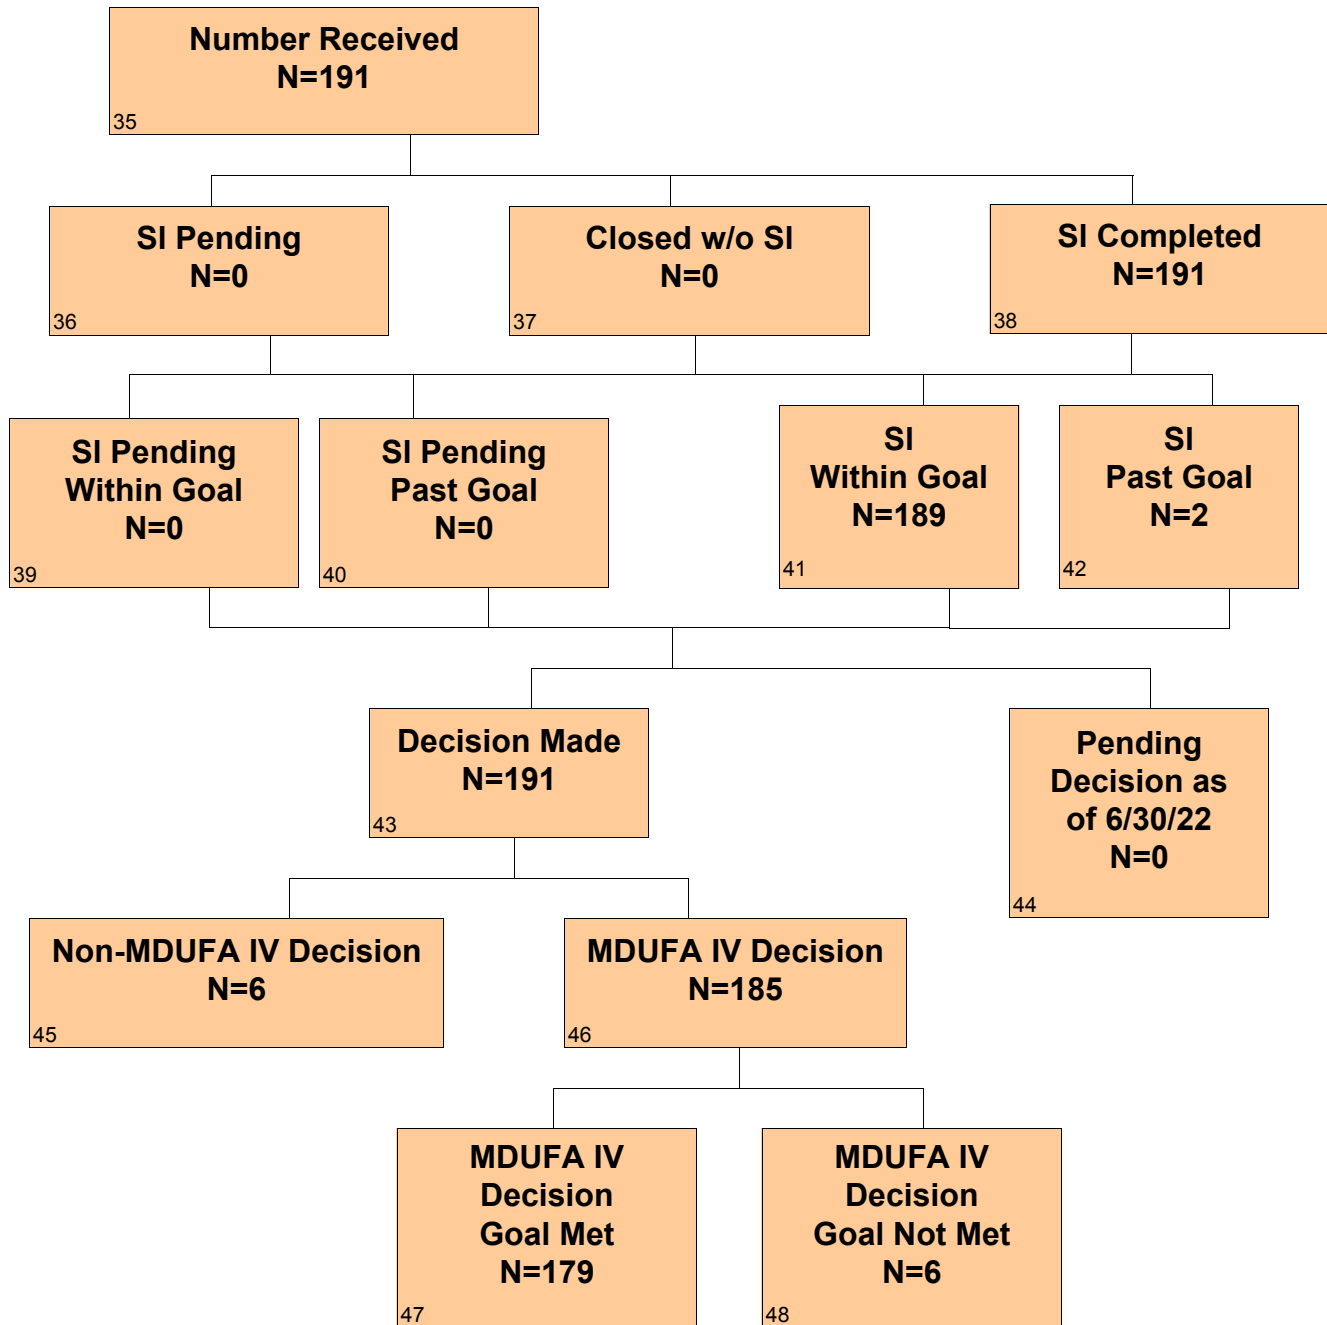 Number Received
N=191
35
SI Pending
N=0
36
Closed w/o SI
N=0
37
SI Completed
N=191
38
SI Pending
Within Goal
N=0
39
SI Pending
Past Goal
N=0
40
SI
Within Goal
N=189
41
SI
Past Goal
N=2
42
Decision Made
N=191
43
Pending
Decision as
of 6/30/22
N=0
44
Non-MDUFA IV Decision
N=6
45
MDUFA IV Decision
N=185
46
MDUFA IV
Decision
Goal Met
N=179
47
MDUFA IV
Decision
Goal Not Met
N=6
48